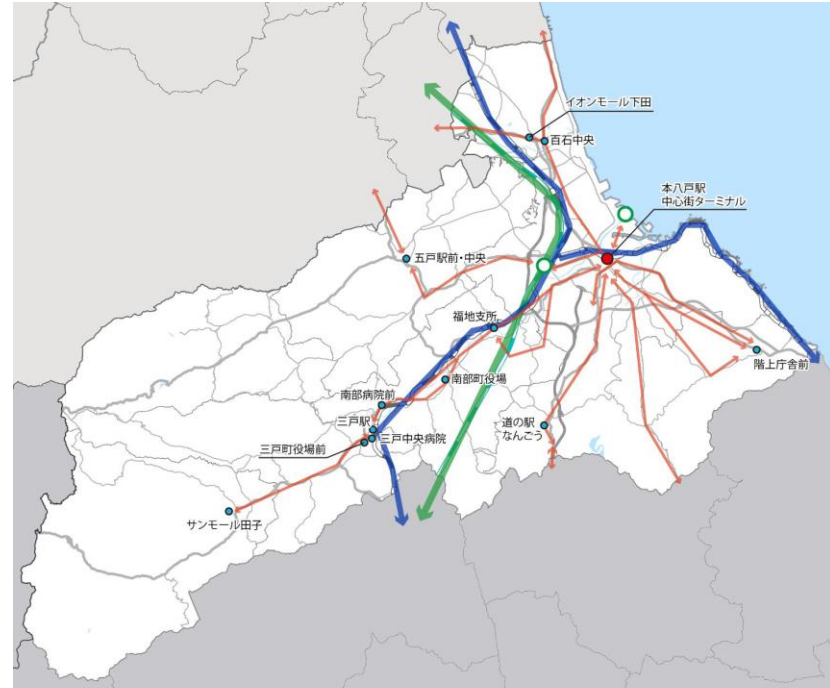 イオンモール下田
百石中央
本八戸駅
中心街ターミナル
五戸駅前・中央
福地支所
階上庁舎前
南部町役場
南部病院前
三戸駅
三戸中央病院
三戸町役場前
道の駅
なんごう
サンモール田子